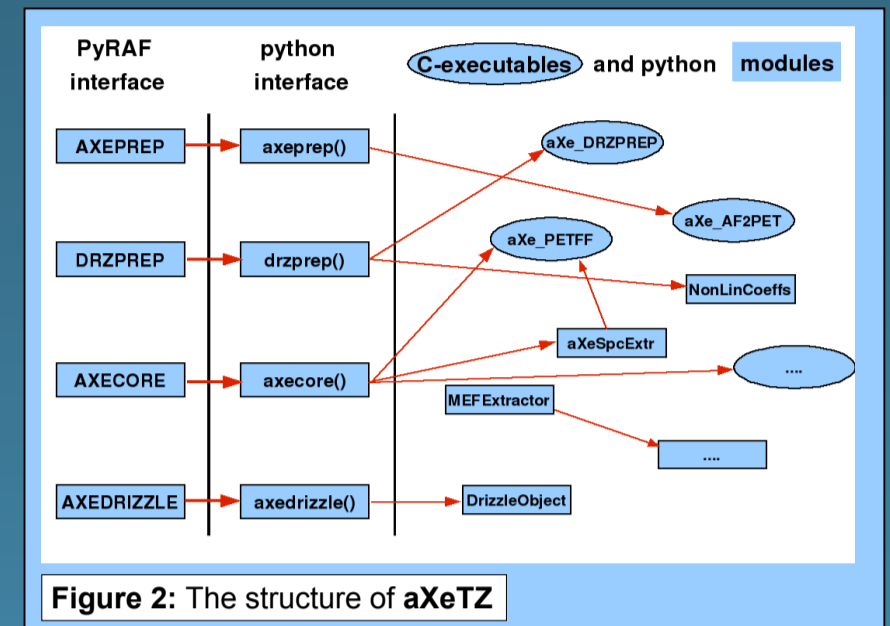 PyRAF
interface
python
interface
C-executables and python modules
AXEPREP
axeprep()
aXe_DRZPREP
aXe_AF2PET
DRZPREP
drzprep()
aXe_PETFF
NonLinCoeffs
aXeSpcExtr
AXECORE
axecore()
....
MEFExtractor
....
AXEDRIZZLE
axedrizzle()
DrizzleObject
Figure 2: The structure of aXeTZ